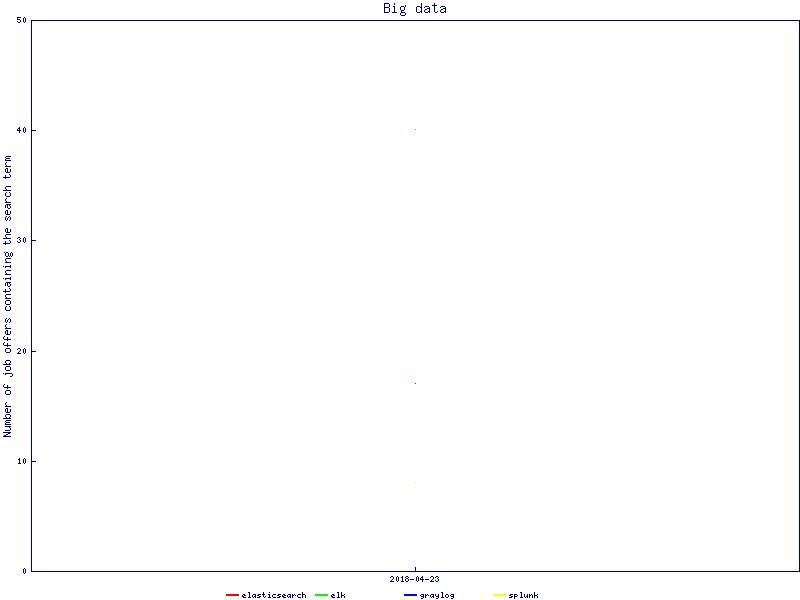 Big data
Number of job offers containing the search term
50
40
30
20
10
0
2018-04-23
elasticsearch elk graylog splunk